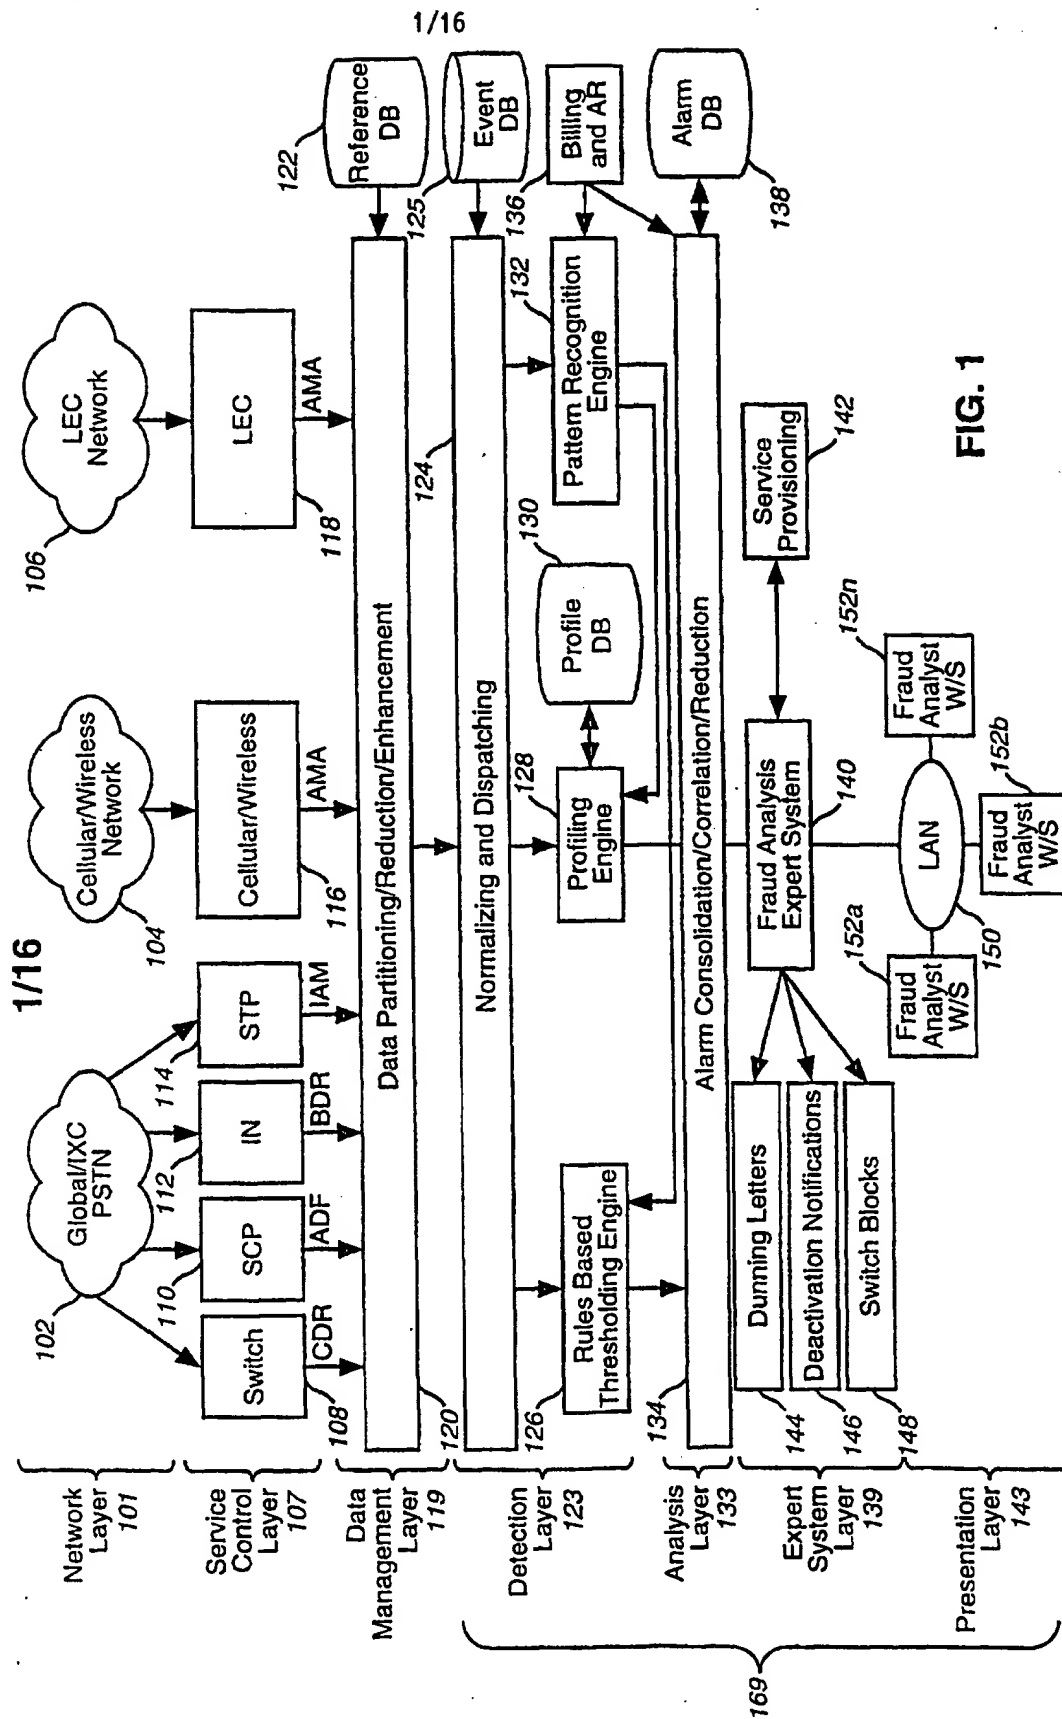 1/16
1/16
Network
Layer
101
Global/IXC
PSTN
102
Cellular/Wireless
Network
104
LEC
Network
106
Service
Control
Layer
107
Switch
108
SCP
110
IN
112
STP
114
Cellular/Wireless
116
LEC
118
CDR
ADF
BDR
IAM
AMA
AMA
Data
Management
Layer
119
Data Partitioning/Reduction/Enhancement
120
Reference
DB
122
Detection
Layer
123
Normalizing and Dispatching
124
Event
DB
125
Rules Based
Thresholding Engine
126
Profiling
Engine
128
Profile
DB
130
Pattern Recognition
Engine
132
Billing
and AR
136
Analysis
Layer
133
Alarm Consolidation/Correlation/Reduction
134
Alarm
DB
138
Expert
System
Layer
139
Dunning Letters
144
Deactivation Notifications
146
Switch Blocks
148
Fraud Analysis
Expert System
140
Service
Provisioning
142
Presentation
Layer
143
Fraud
Analyst
W/S
152a
LAN
150
Fraud
Analyst
W/S
152b
Fraud
Analyst
W/S
152n
169
FIG. 1